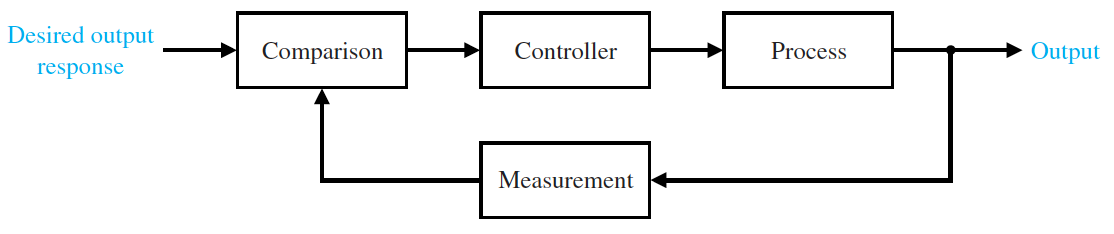 Desired output
response
Comparison
Controller
Process
Output
Measurement